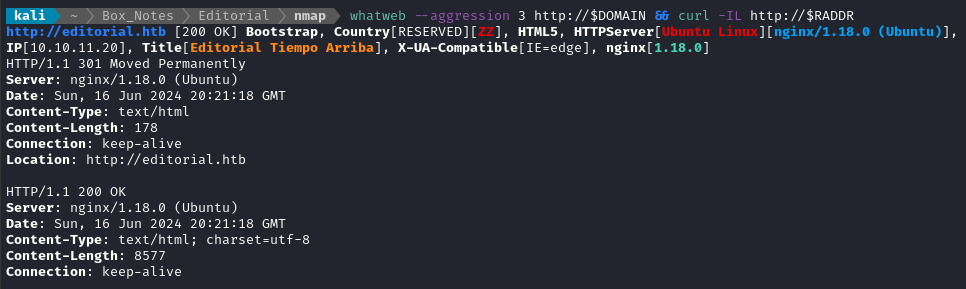 kali ~ Box_Notes Editorial nmap whatweb --aggression 3 http://$DOMAIN && curl -IL http://$RADDR
http://editorial.htb [200 OK] Bootstrap, Country[RESERVED][ZZ], HTML5, HTTPServer[Ubuntu Linux][nginx/1.18.0 (Ubuntu)],
IP[10.10.11.20], Title[Editorial Tiempo Arriba], X-UA-Compatible[IE=edge], nginx[1.18.0]
HTTP/1.1 301 Moved Permanently
Server: nginx/1.18.0 (Ubuntu)
Date: Sun, 16 Jun 2024 20:21:18 GMT
Content-Type: text/html
Content-Length: 178
Connection: keep-alive
Location: http://editorial.htb

HTTP/1.1 200 OK
Server: nginx/1.18.0 (Ubuntu)
Date: Sun, 16 Jun 2024 20:21:18 GMT
Content-Type: text/html; charset=utf-8
Content-Length: 8577
Connection: keep-alive